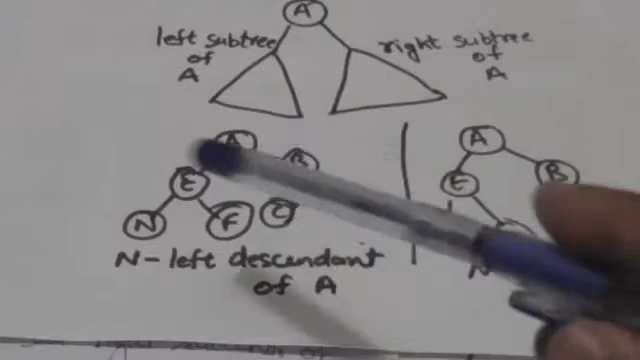 A
left subtree
of
A
right subtree
of
A
A
B
E
N
F
C
N-left descendant
of A
A
E
B